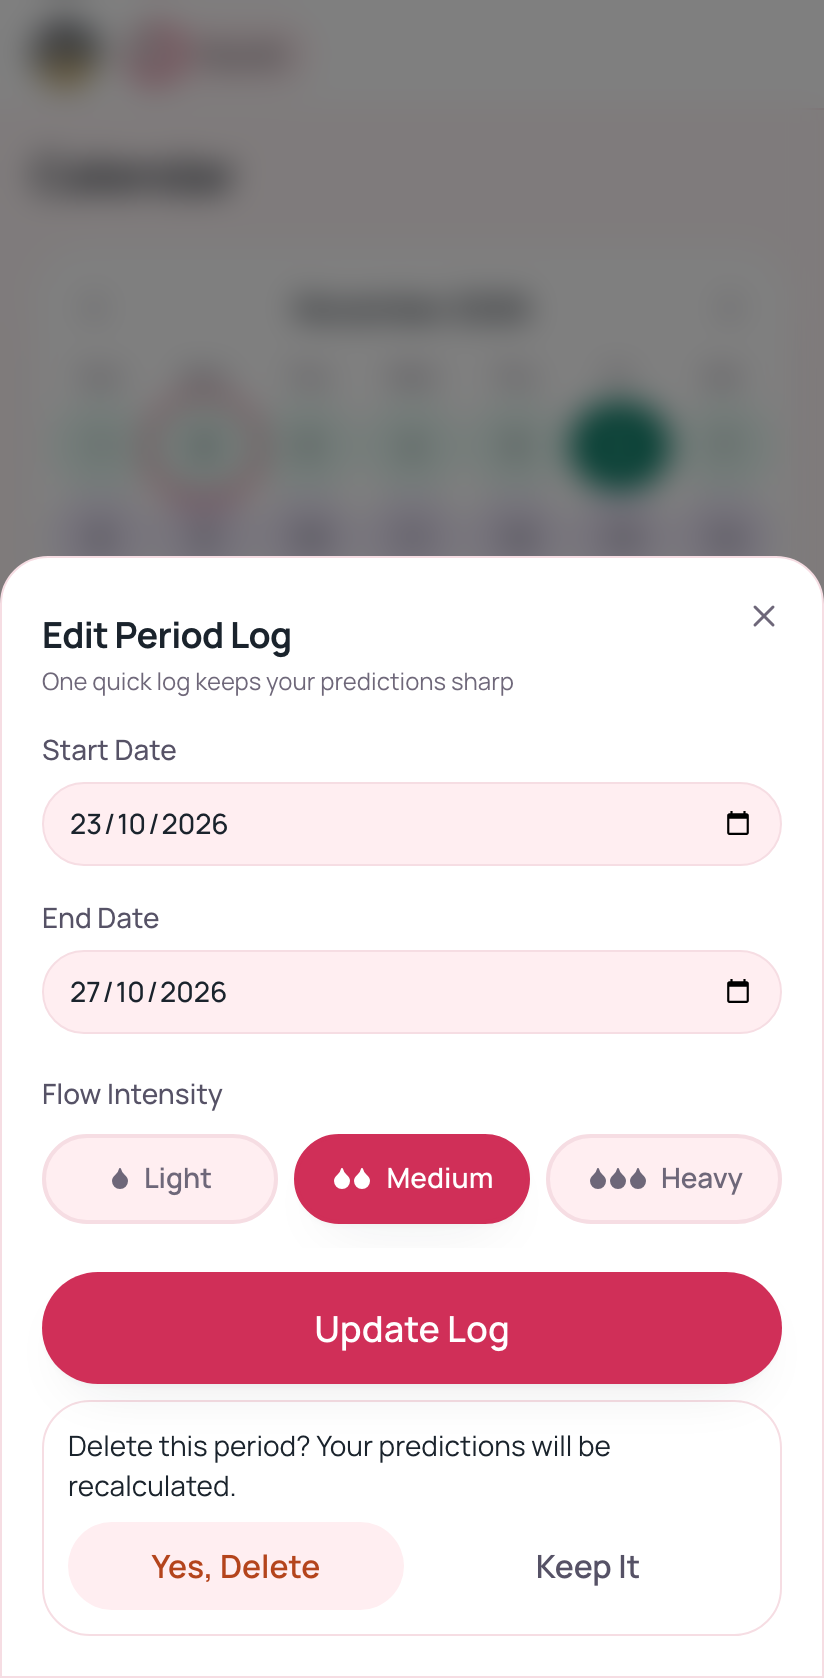 Edit Period Log
One quick log keeps your predictions sharp
Start Date
23/10/2026
End Date
27/10/2026
Flow Intensity
Light
Medium
Heavy
Update Log
Delete this period? Your predictions will be
recalculated.
Yes, Delete
Keep It